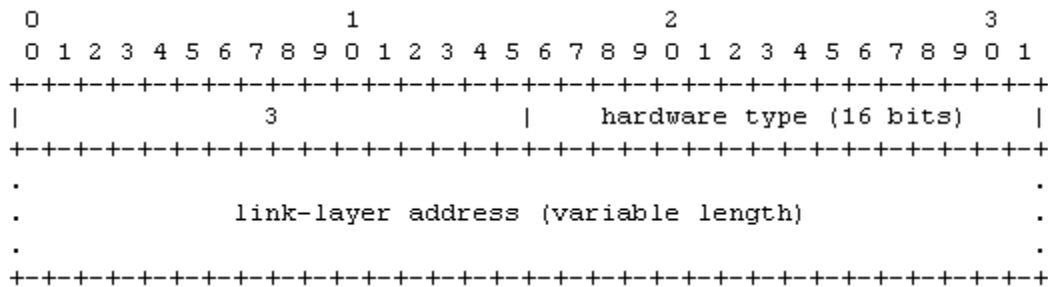 0                   1                   2                   3
0 1 2 3 4 5 6 7 8 9 0 1 2 3 4 5 6 7 8 9 0 1 2 3 4 5 6 7 8 9 0 1
+-+-+-+-+-+-+-+-+-+-+-+-+-+-+-+-+-+-+-+-+-+-+-+-+-+-+-+-+-+-+-+-+
|               3               |    hardware type (16 bits)    |
+-+-+-+-+-+-+-+-+-+-+-+-+-+-+-+-+-+-+-+-+-+-+-+-+-+-+-+-+-+-+-+-+
.                                                               .
.             link-layer address (variable length)              .
.                                                               .
+-+-+-+-+-+-+-+-+-+-+-+-+-+-+-+-+-+-+-+-+-+-+-+-+-+-+-+-+-+-+-+-+